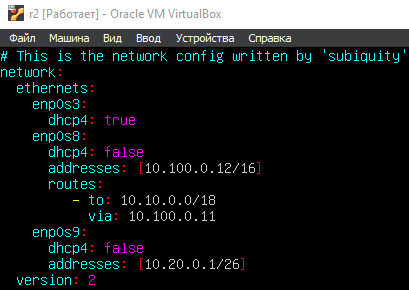 r2 [Работает] - Oracle VM VirtualBox
Файл Машина Вид Ввод Устройства Справка
# This is the network config written by 'subiquity'
network:
  ethernets:
    enp0s3:
      dhcp4: true
    enp0s8:
      dhcp4: false
      addresses: [10.100.0.12/16]
      routes:
         - to: 10.10.0.0/18
           via: 10.100.0.11
    enp0s9:
      dhcp4: false
      addresses: [10.20.0.1/26]
  version: 2